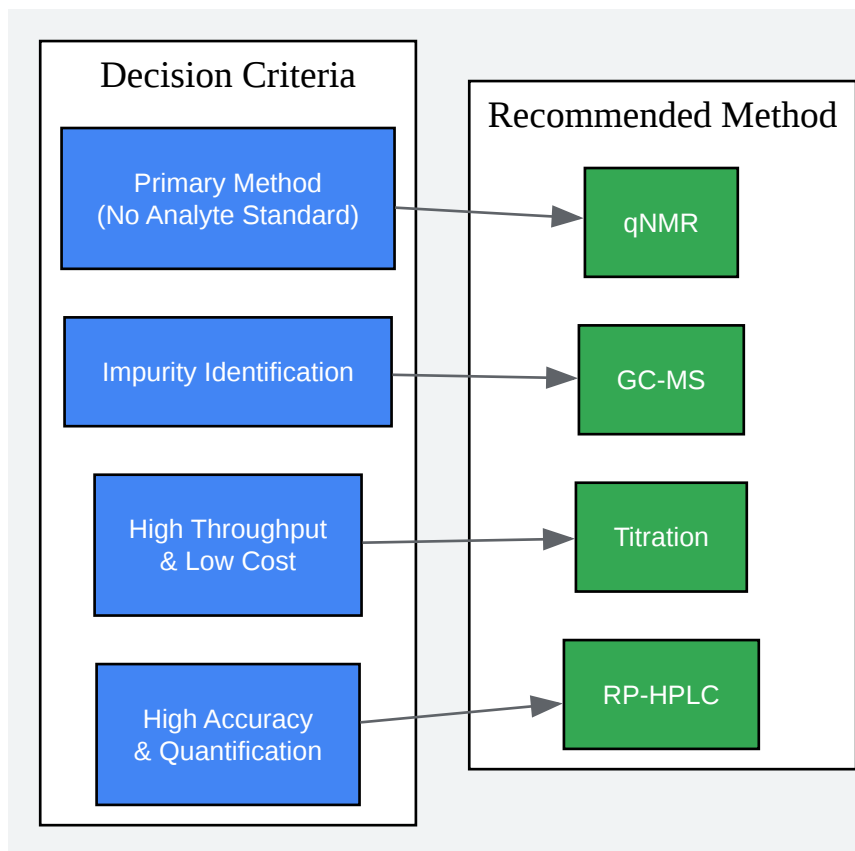 Decision Criteria
Primary Method
(No Analyte Standard)
Impurity Identification
High Throughput
& Low Cost
High Accuracy
& Quantification
Recommended Method
qNMR
GC-MS
Titration
RP-HPLC